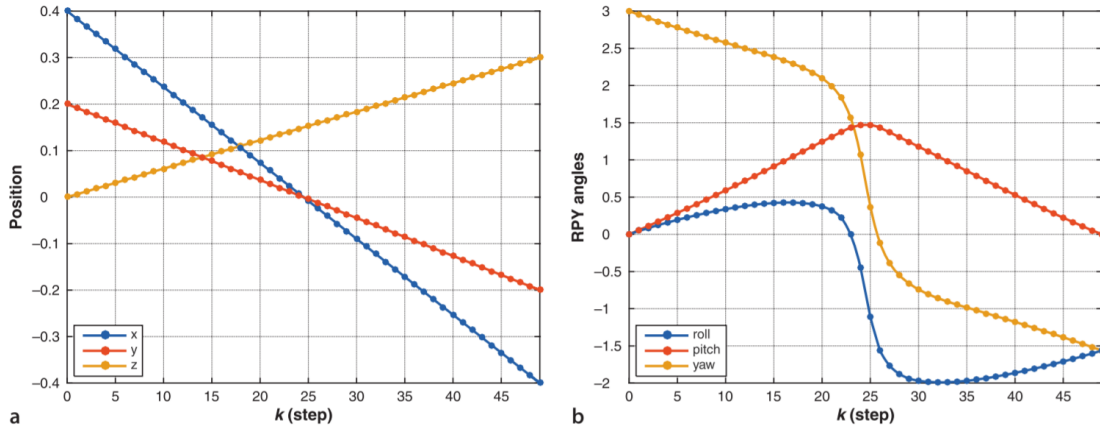 0.4
0.3
0.2
0.1
0
−0.1
−0.2
−0.3
−0.4
Position
0 5 10 15 20 25 30 35 40 45
k (step)
x
y
z
a
3
2.5
2
1.5
1
0.5
0
−0.5
−1
−1.5
−2
RPY angles
0 5 10 15 20 25 30 35 40 45
k (step)
roll
pitch
yaw
b